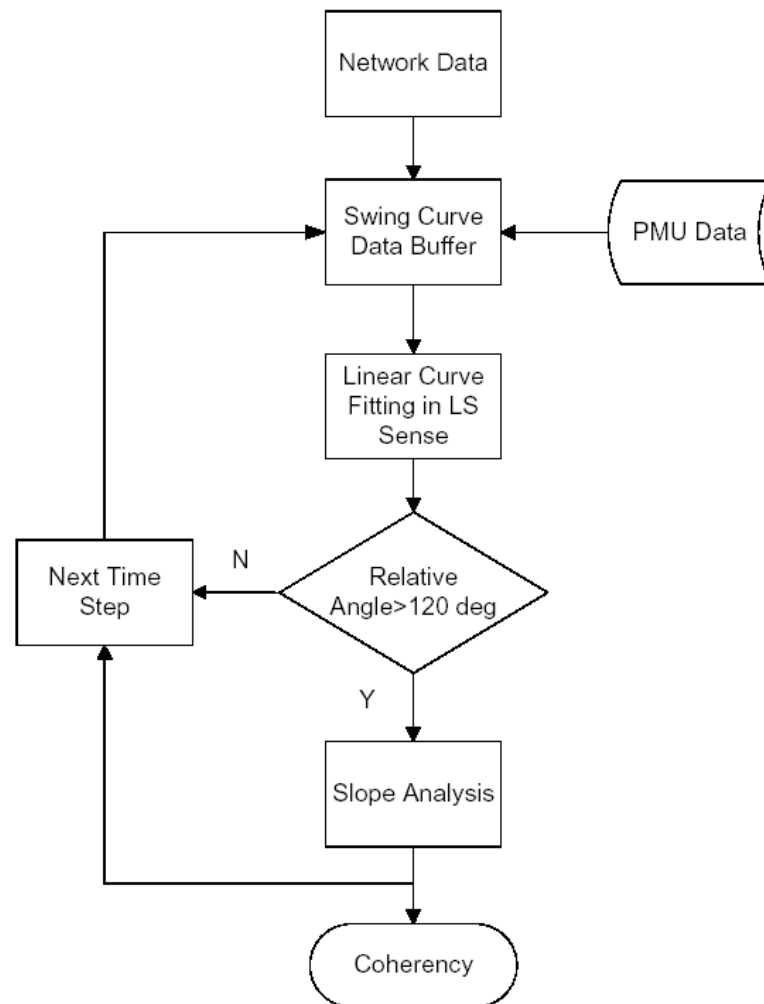 Network Data
Swing Curve
Data Buffer
PMU Data
Linear Curve
Fitting in LS
Sense
Next Time
Step
N
Relative
Angle>120 deg
Y
Slope Analysis
Coherency